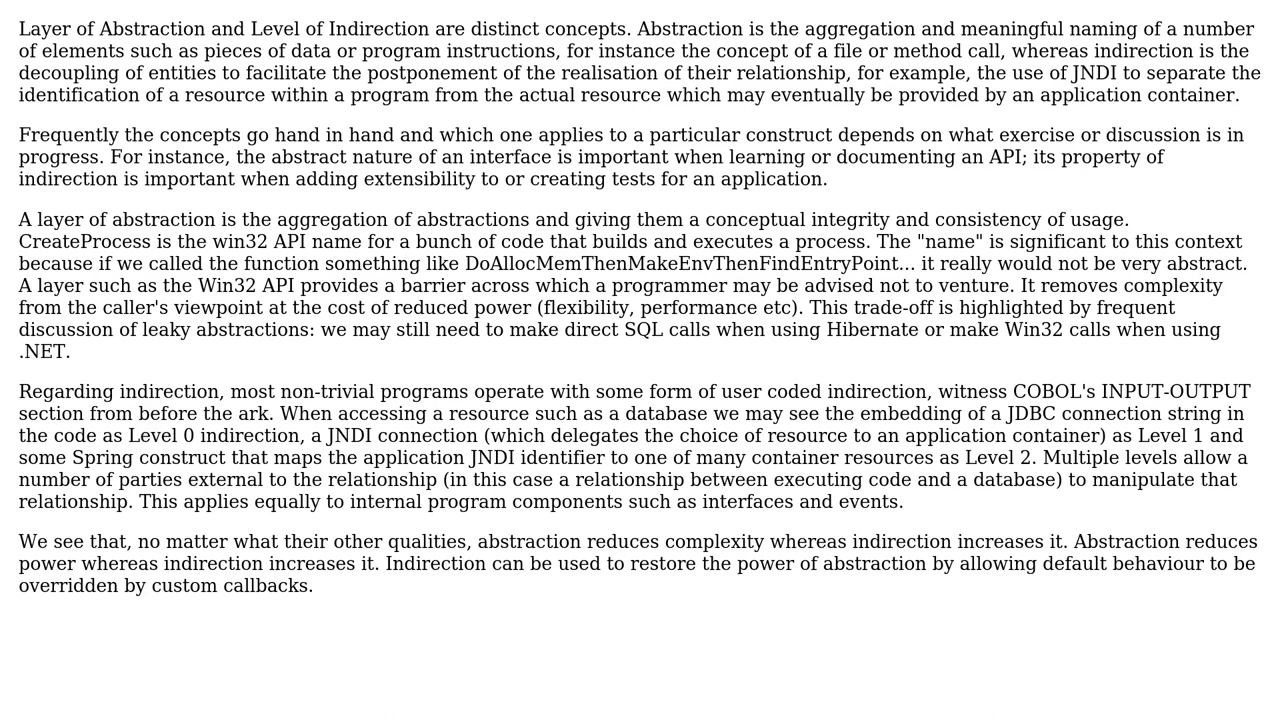 Layer of Abstraction and Level of Indirection are distinct concepts. Abstraction is the aggregation and meaningful naming of a number
of elements such as pieces of data or program instructions, for instance the concept of a file or method call, whereas indirection is the
decoupling of entities to facilitate the postponement of the realisation of their relationship, for example, the use of JNDI to separate the
identification of a resource within a program from the actual resource which may eventually be provided by an application container.
Frequently the concepts go hand in hand and which one applies to a particular construct depends on what exercise or discussion is in
progress. For instance, the abstract nature of an interface is important when learning or documenting an API; its property of
indirection is important when adding extensibility to or creating tests for an application.
A layer of abstraction is the aggregation of abstractions and giving them a conceptual integrity and consistency of usage.
CreateProcess is the win32 API name for a bunch of code that builds and executes a process. The "name" is significant to this context
because if we called the function something like DoAllocMemThenMakeEnvThenFindEntryPoint... it really would not be very abstract.
A layer such as the Win32 API provides a barrier across which a programmer may be advised not to venture. It removes complexity
from the caller's viewpoint at the cost of reduced power (flexibility, performance etc). This trade-off is highlighted by frequent
discussion of leaky abstractions: we may still need to make direct SQL calls when using Hibernate or make Win32 calls when using
.NET.
Regarding indirection, most non-trivial programs operate with some form of user coded indirection, witness COBOL's INPUT-OUTPUT
section from before the ark. When accessing a resource such as a database we may see the embedding of a JDBC connection string in
the code as Level 0 indirection, a JNDI connection (which delegates the choice of resource to an application container) as Level 1 and
some Spring construct that maps the application JNDI identifier to one of many container resources as Level 2. Multiple levels allow a
number of parties external to the relationship (in this case a relationship between executing code and a database) to manipulate that
relationship. This applies equally to internal program components such as interfaces and events.
We see that, no matter what their other qualities, abstraction reduces complexity whereas indirection increases it. Abstraction reduces
power whereas indirection increases it. Indirection can be used to restore the power of abstraction by allowing default behaviour to be
overridden by custom callbacks.